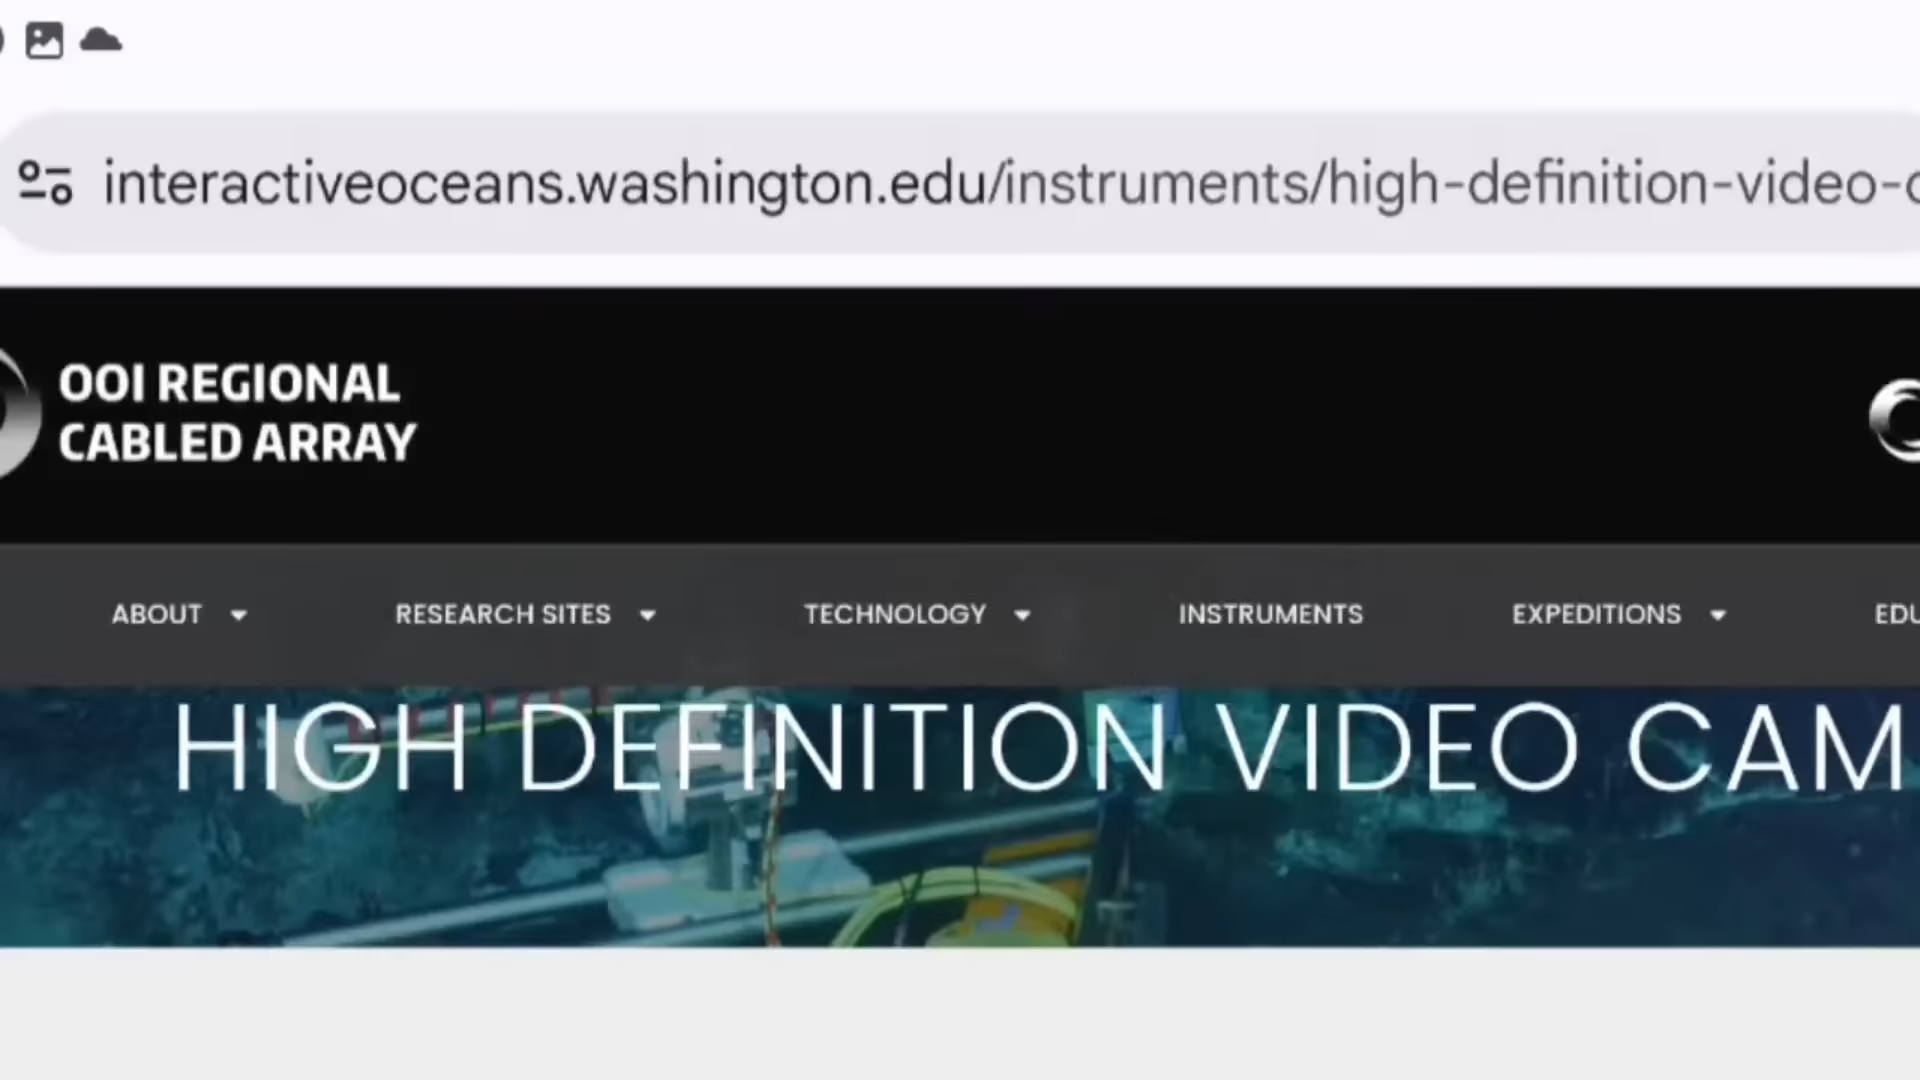 interactiveoceans.washington.edu/instruments/high-definition-video-
OOI REGIONAL
CABLED ARRAY
ABOUT
RESEARCH SITES
TECHNOLOGY
INSTRUMENTS
EXPEDITIONS
EDU
HIGH DEFINITION VIDEO CAM